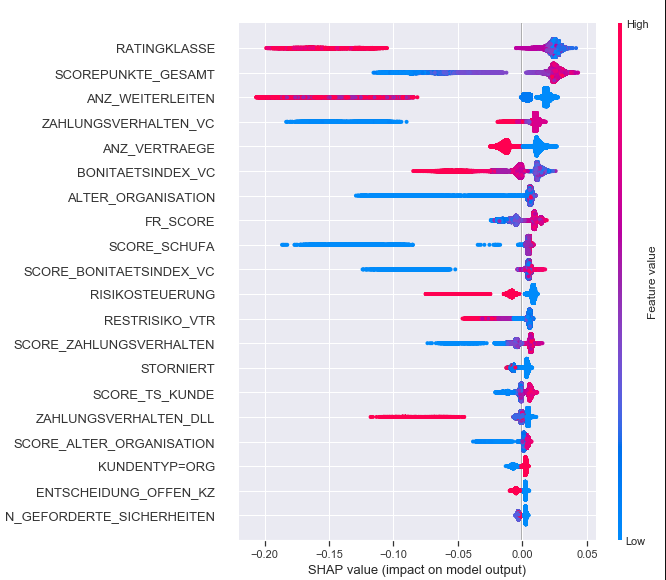 RATINGKLASSE
SCOREPUNKTE_GESAMT
ANZ_WEITERLEITEN
ZAHLUNGSVERHALTEN_VC
ANZ_VERTRAEGE
BONITAETSINDEX_VC
ALTER_ORGANISATION
FR_SCORE
SCORE_SCHUFA
SCORE_BONITAETSINDEX_VC
RISIKOSTEUERUNG
RESTRISIKO_VTR
SCORE_ZAHLUNGSVERHALTEN
STORNIERT
SCORE_TS_KUNDE
ZAHLUNGSVERHALTEN_DLL
SCORE_ALTER_ORGANISATION
KUNDENTYP=ORG
ENTSCHEIDUNG_OFFEN_KZ
N_GEFORDERTE_SICHERHEITEN
−0.20 −0.15 −0.10 −0.05 0.00 0.05
SHAP value (impact on model output)
High
Feature value
Low